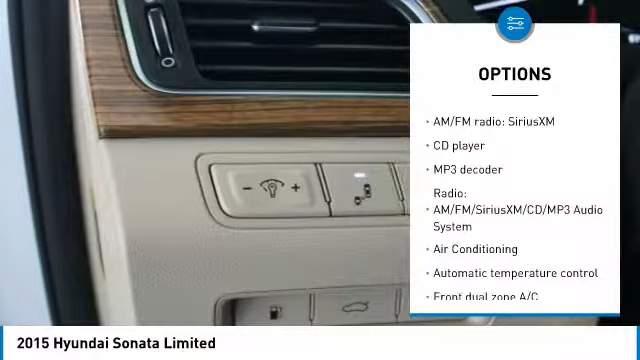 OPTIONS
AM/FM radio: SiriusXM
CD player
MP3 decoder
Radio:
AM/FM/SiriusXM/CD/MP3 Audio
System
Air Conditioning
Automatic temperature control
Front dual zone A/C
- +
2015 Hyundai Sonata Limited